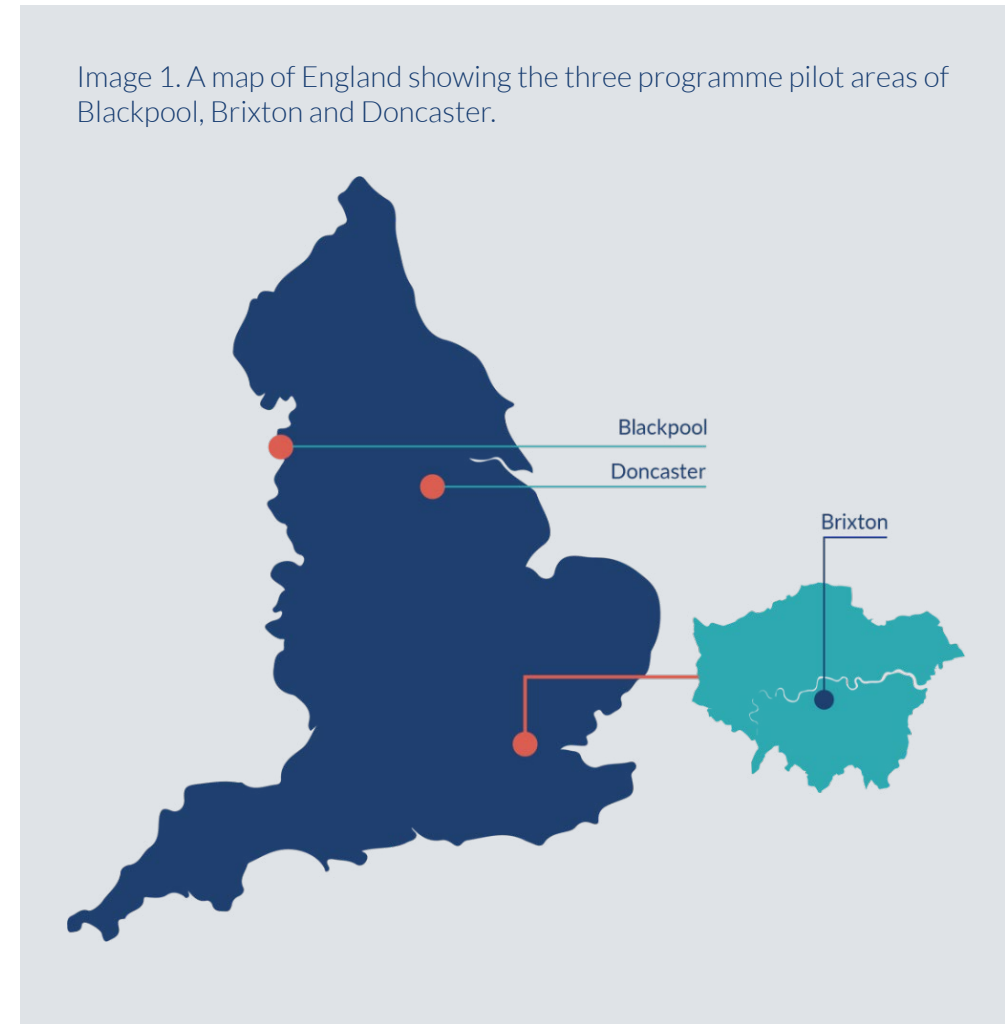 Image 1. A map of England showing the three programme pilot areas of
Blackpool, Brixton and Doncaster.
Blackpool
Doncaster
Brixton